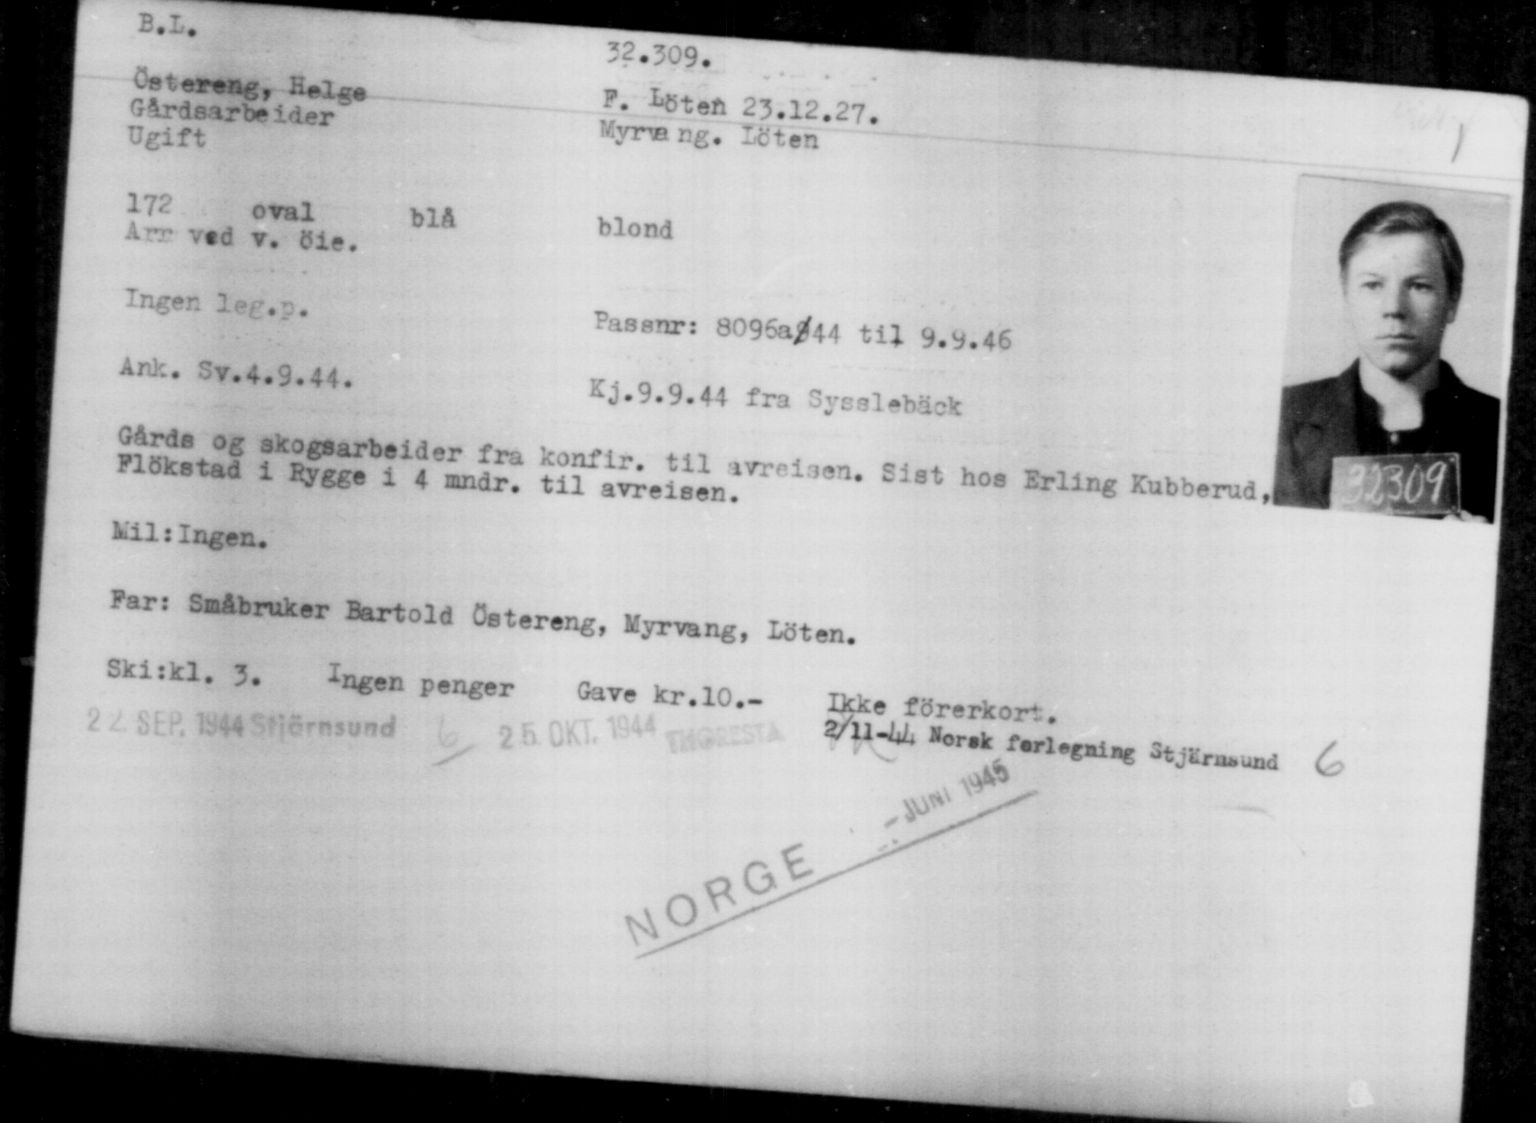 B.L.
32.309.
Östereng, Helge
F. Löten 23.12.27.
Gårdsarbeider
Myrvang. Löten
Ugift
172 oval blå blond
Arr ved v. öie.
Ingen leg.p.
Passnr: 8096a/44 til 9.9.46
Ank. Sv.4.9.44.
Kj.9.9.44 fra Sysslebäck
Gårds og skogsarbeider fra konfir. til avreisen. Sist hos Erling Kubberud,
Flökstad i Rygge i 4 mndr. til avreisen.
32309
Mil:Ingen.
Far: Småbruker Bartold Östereng, Myrvang, Löten.
Ski:kl. 3. Ingen penger Gave kr.10.- Ikke förerkort.
22 SEP. 1944 Stjärnsund 6 25 OKT. 1944 THORESTA 2/11-44 Norsk forlegning Stjärnsund 6
NORGE - JUNI 1945